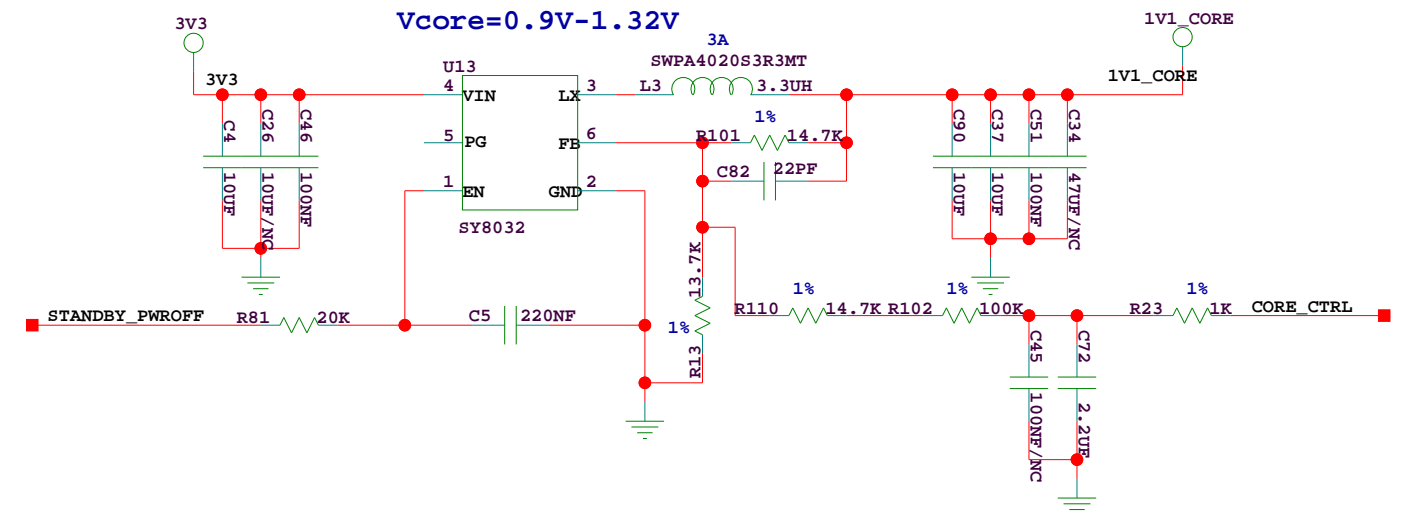 Vcore=0.9V-1.32V
3V3
1V1_CORE
3A
SWPA4020S3R3MT
U13
3V3
4
VIN
LX
3
L3
3.3UH
1V1_CORE
C4
C26
C46
5
PG
FB
6
R101
1%
14.7K
C90
C37
C51
C34
10UF
10UF/NC
100NF
1
EN
GND
2
C82
22PF
10UF
10UF
100NF
47UF/NC
SY8032
13.7K
1%
R13
STANDBY_PWROFF
R81
20K
C5
220NF
R110
1%
14.7K
R102
1%
100K
R23
1%
1K
CORE_CTRL
C45
C72
100NF/NC
2.2UF